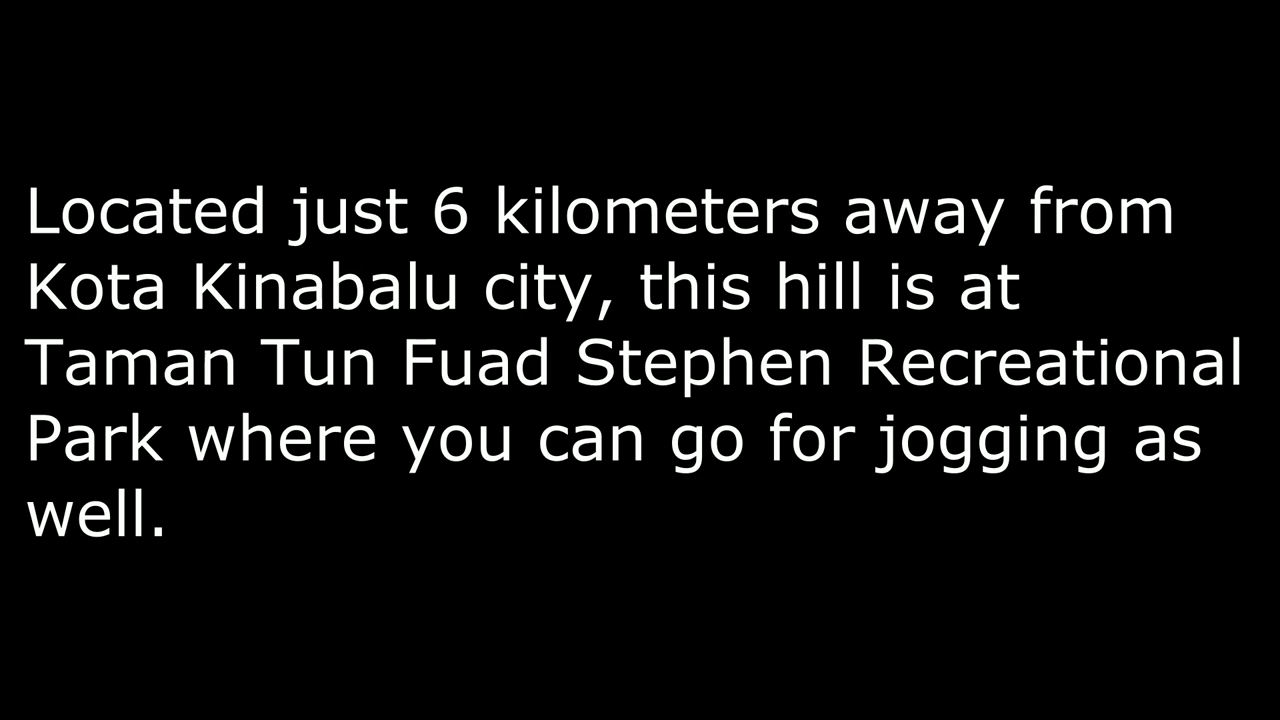 Located just 6 kilometers away from
Kota Kinabalu city, this hill is at
Taman Tun Fuad Stephen Recreational
Park where you can go for jogging as
well.